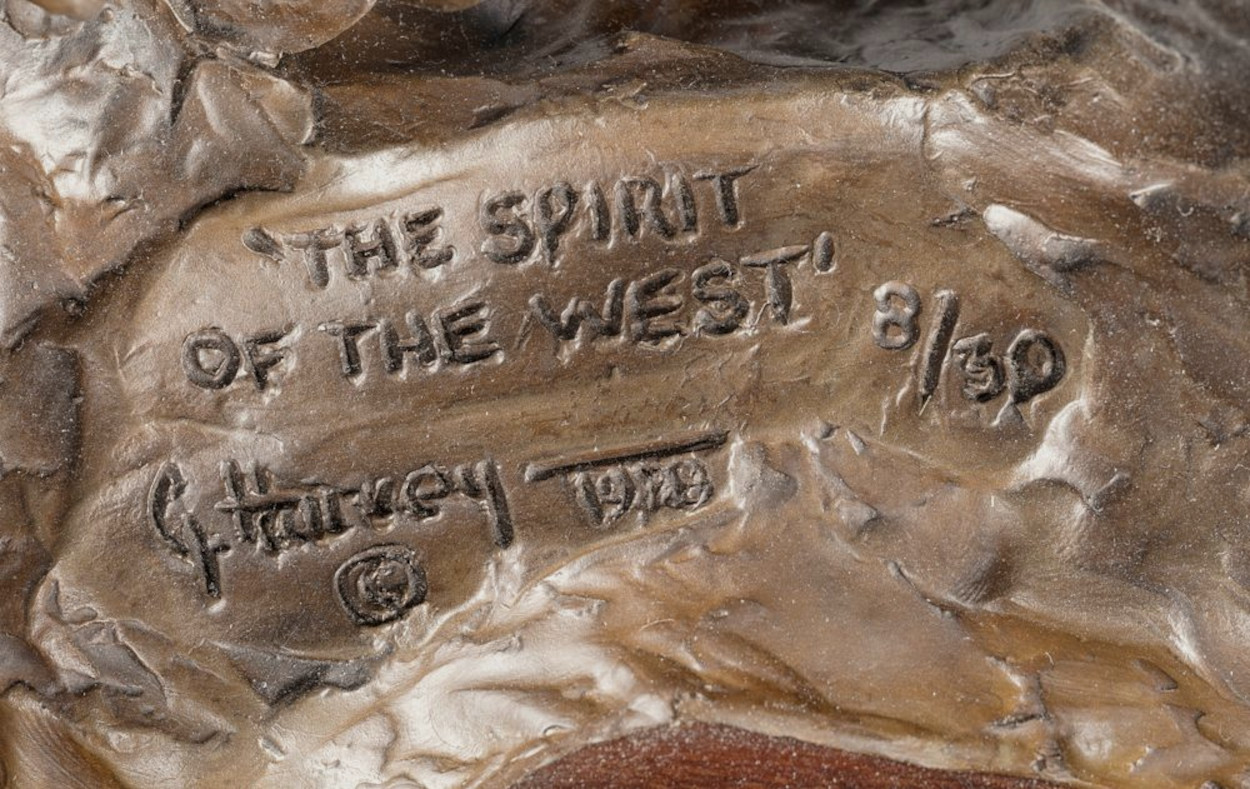 'THE SPIRIT
OF THE WEST' 8/30
G. Harvey 1978
©